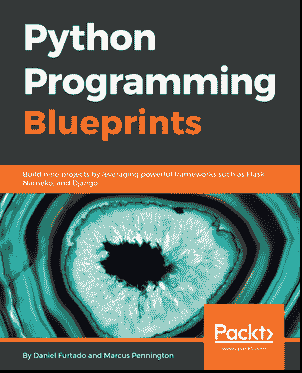 Python
Programming
Blueprints
Build nine projects by leveraging powerful frameworks such as Flask,
Nameko, and Django
Packt>
By Daniel Furtado and Marcus Pennington